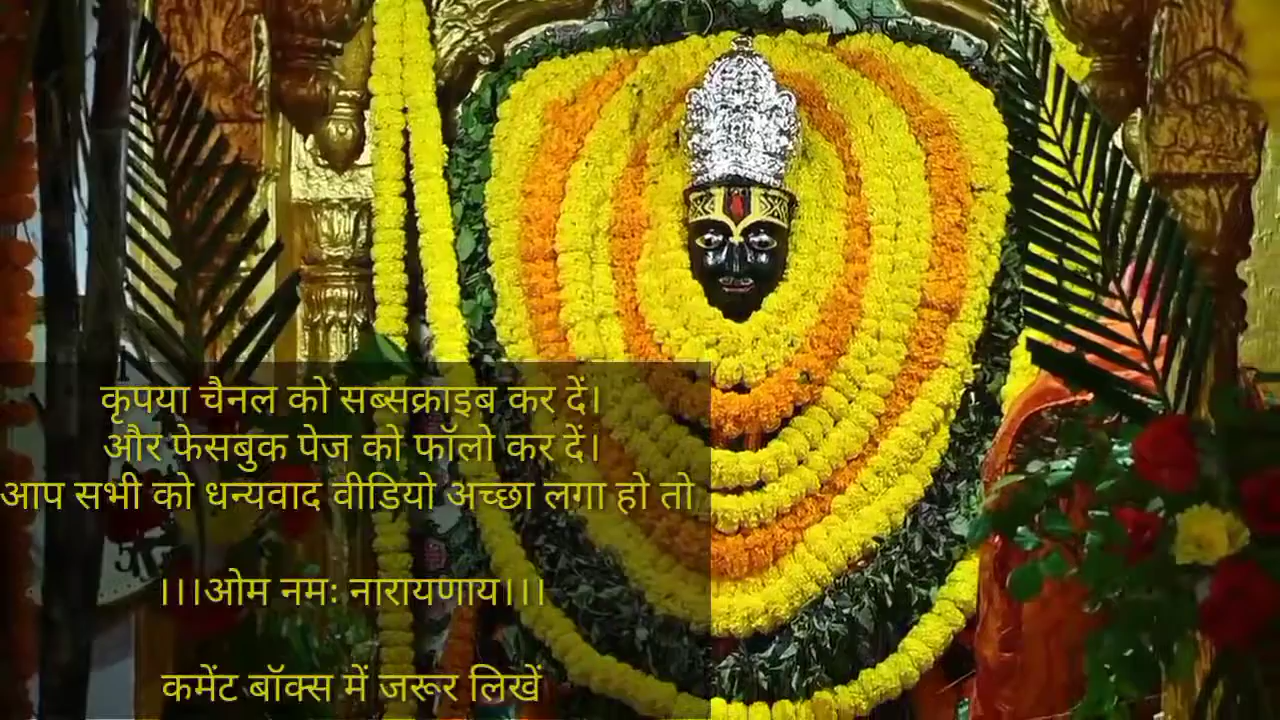 कृपया चैनल को सब्सक्राइब कर दें।
और फेसबुक पेज को फॉलो कर दें।
आप सभी को धन्यवाद वीडियो अच्छा लगा हो तो
।।।ओम नमः नारायणाय।।।
कमेंट बॉक्स में जरूर लिखें